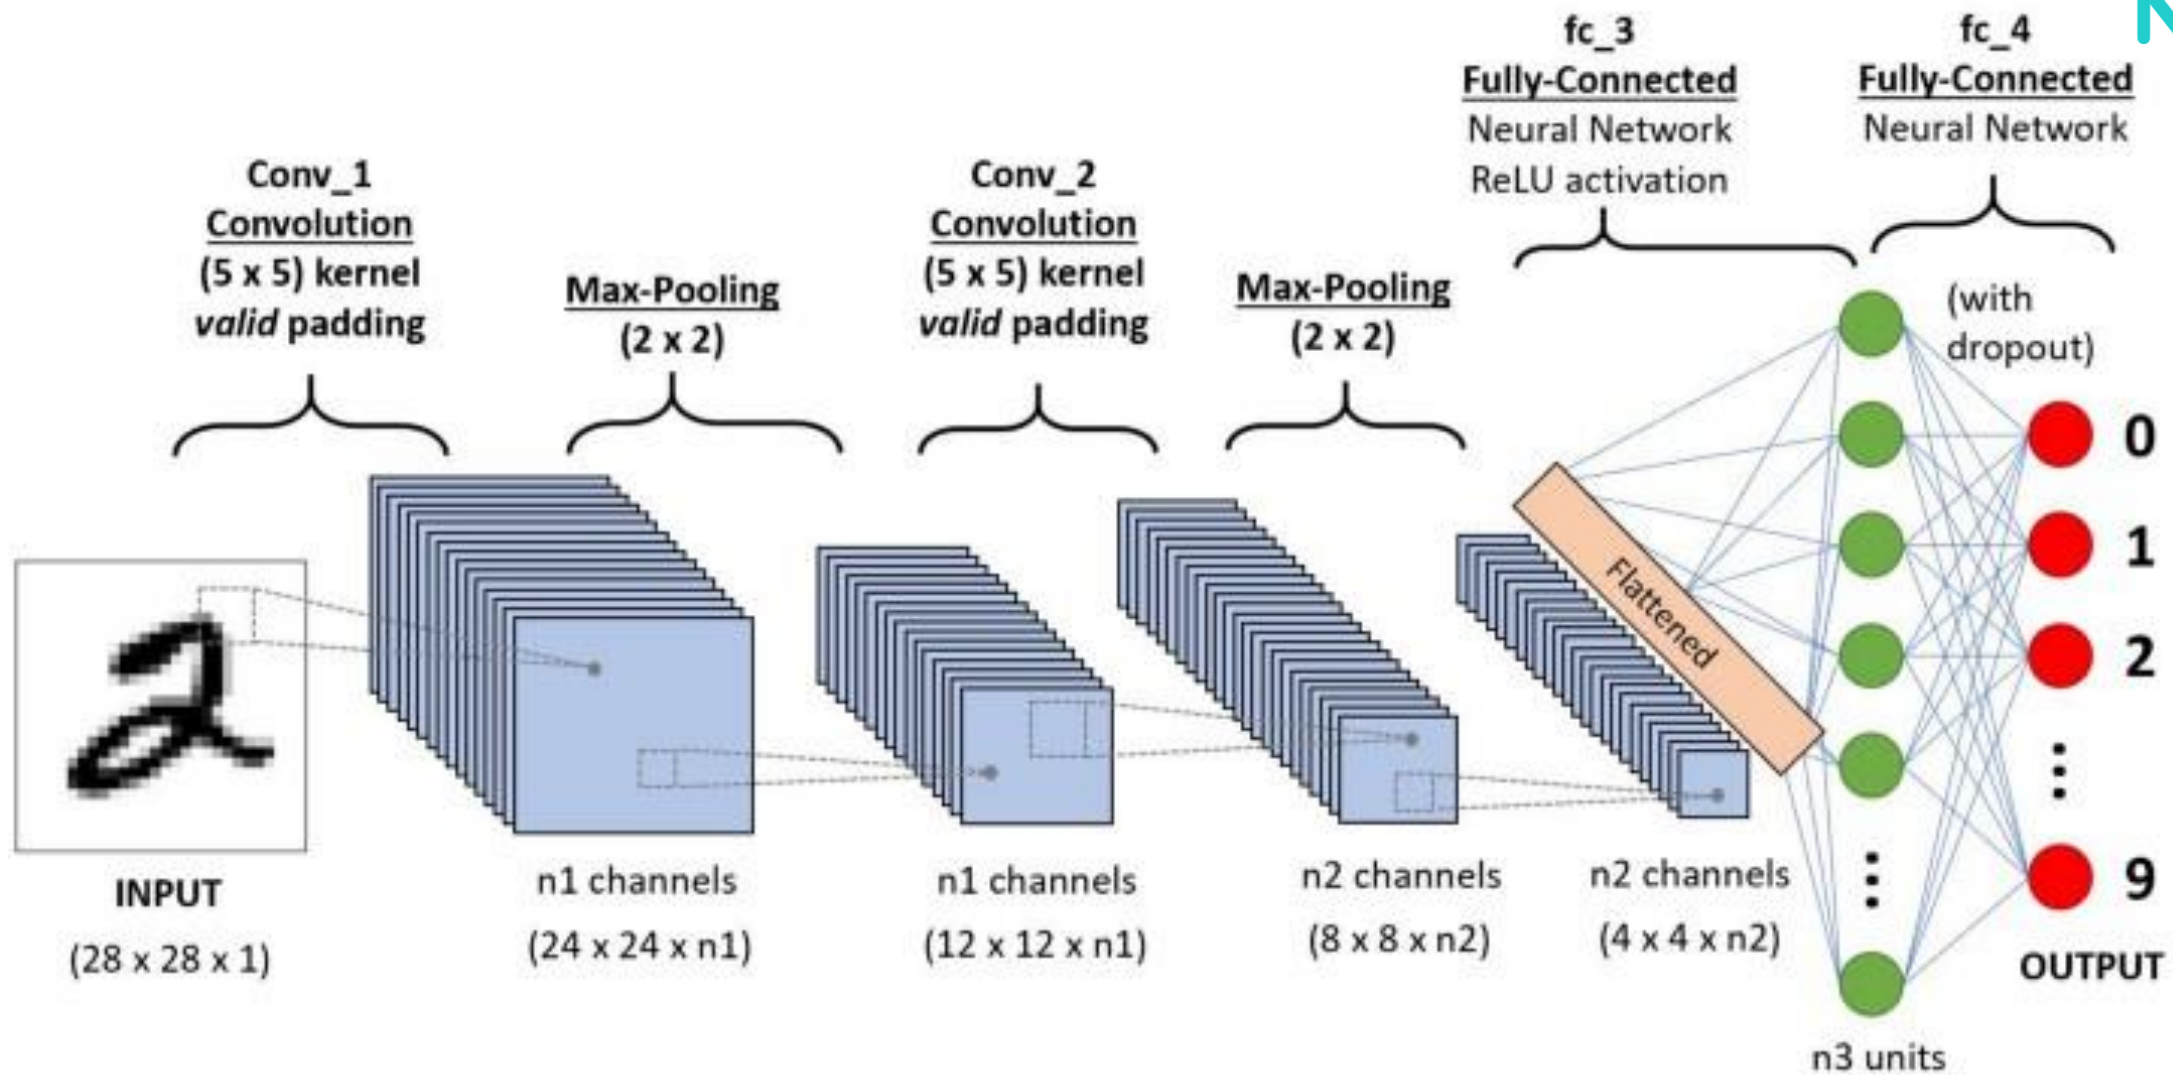 fc_3
Fully-Connected
Neural Network
ReLU activation
fc_4
Fully-Connected
Neural Network
Conv_1
Convolution
(5 x 5) kernel
valid padding
Max-Pooling
(2 x 2)
Conv_2
Convolution
(5 x 5) kernel
valid padding
Max-Pooling
(2 x 2)
(with
dropout)
Flattened
0
1
2
9
INPUT
(28 x 28 x 1)
n1 channels
(24 x 24 x n1)
n1 channels
(12 x 12 x n1)
n2 channels
(8 x 8 x n2)
n2 channels
(4 x 4 x n2)
OUTPUT
n3 units